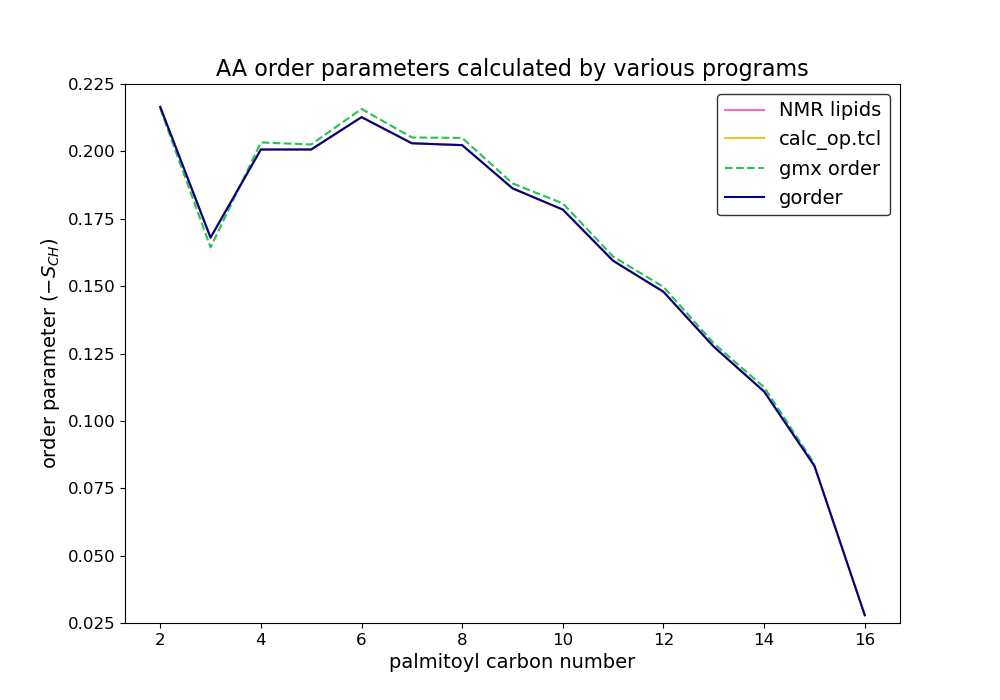 AA order parameters calculated by various programs
0.225
0.200
0.175
0.150
0.125
0.100
0.075
0.050
0.025
order parameter (−S_{CH})
NMR lipids
calc_op.tcl
gmx order
gorder
2 4 6 8 10 12 14 16
palmitoyl carbon number